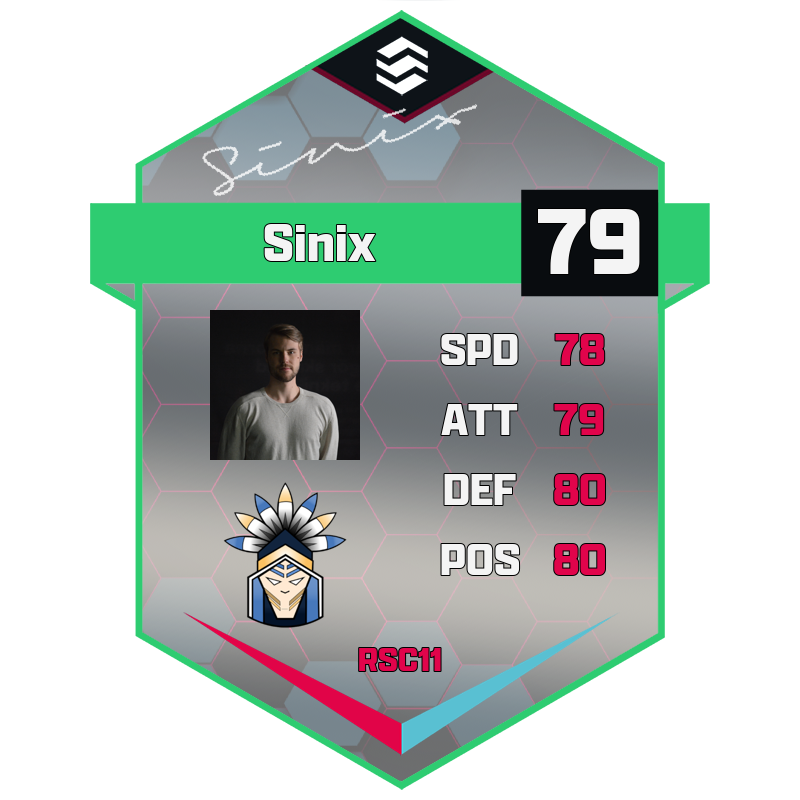 Sinix
Sinix 79
SPD 78
ATT 79
DEF 80
POS 80
RSC11